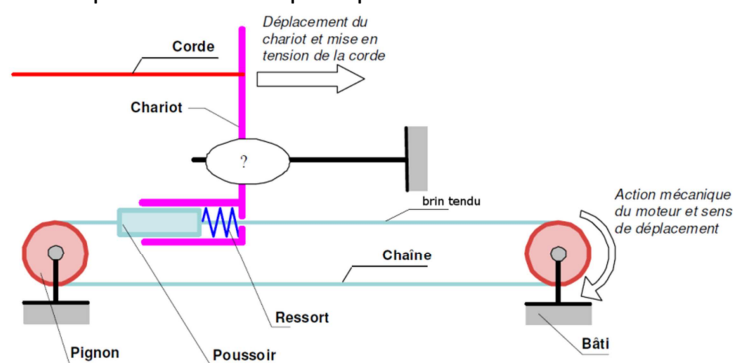 Déplacement du
chariot et mise en
tension de la corde
Corde
Chariot
?
brin tendu
Action mécanique
du moteur et sens
de déplacement
Chaîne
Ressort
Bâti
Pignon
Poussoir